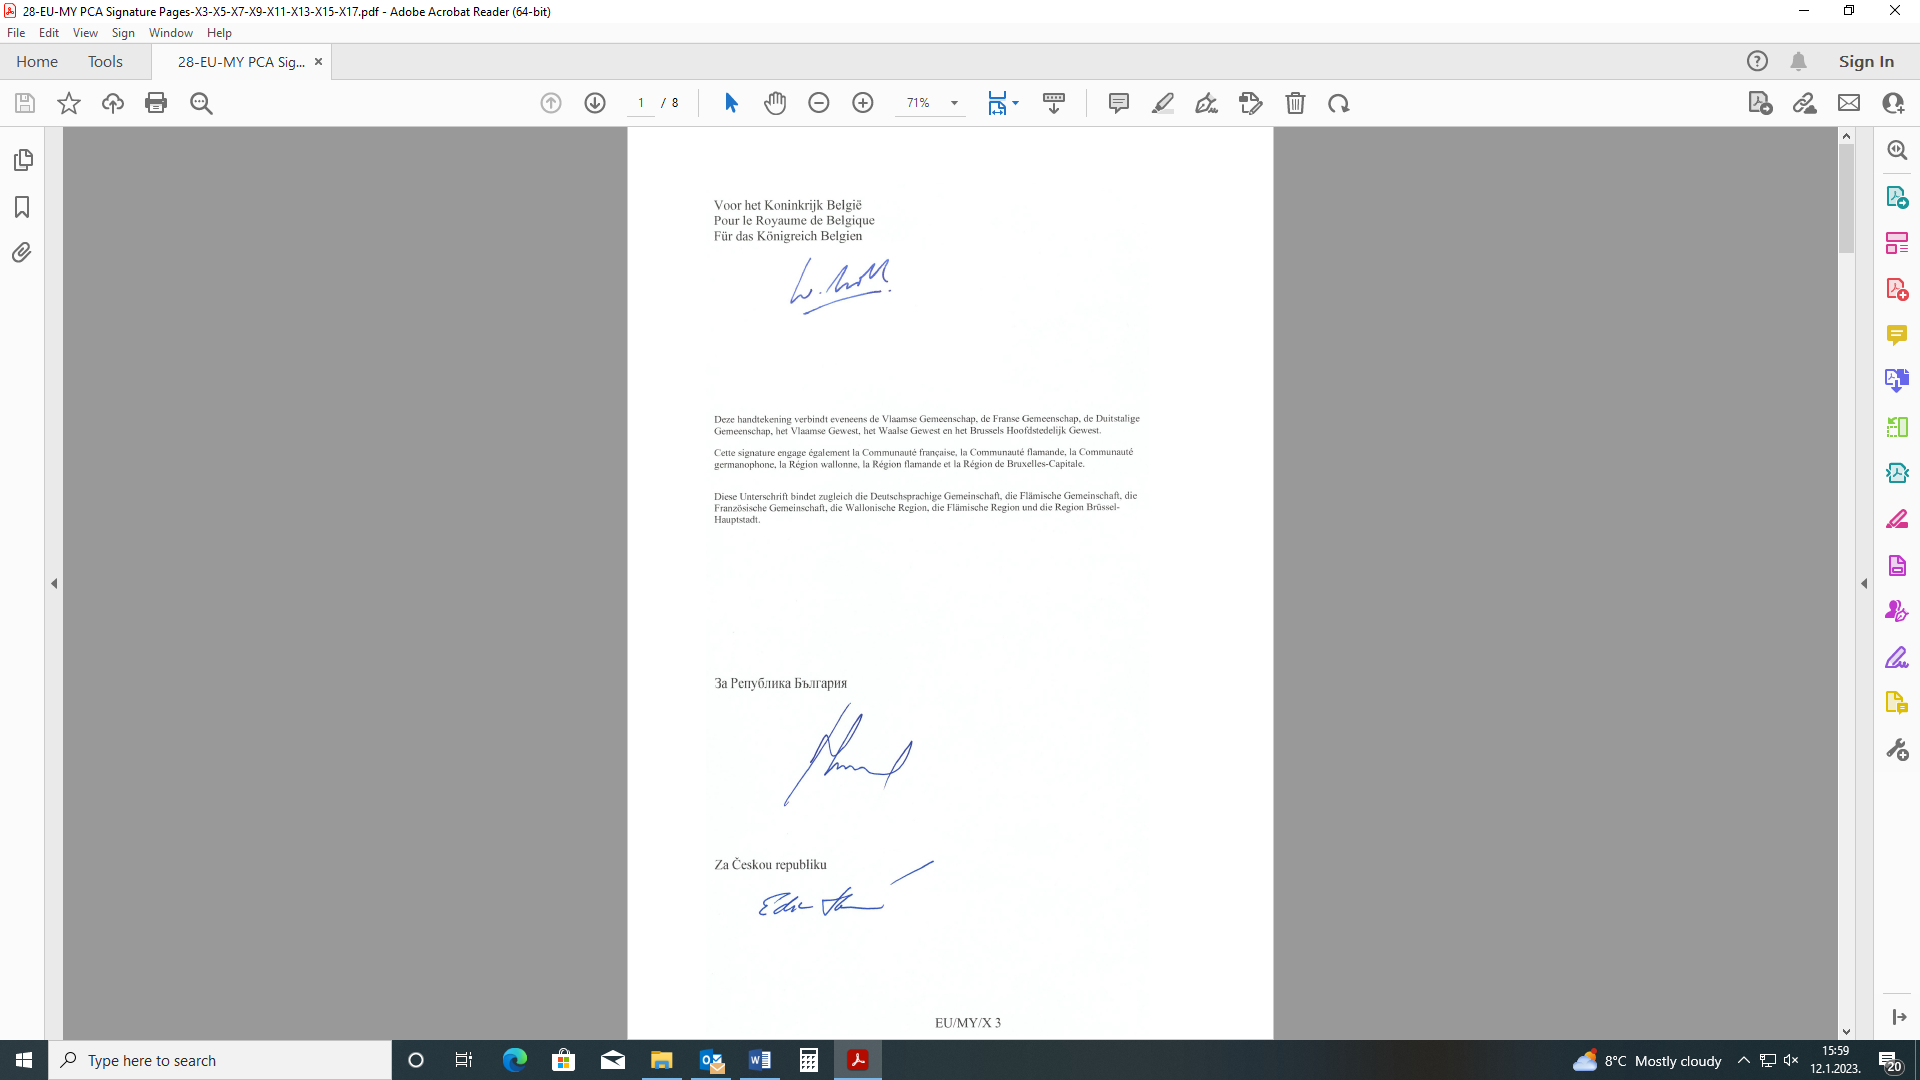 28-EU-MY PCA Signature Pages-X3-X5-X7-X9-X11-X13-X15-X17.pdf - Adobe Acrobat Reader (64-bit)
File Edit View Sign Window Help
Home Tools 28-EU-MY PCA Sig... Sign In
1 / 8 71%
Voor het Koninkrijk België
Pour le Royaume de Belgique
Für das Königreich Belgien
Deze handtekening verbindt eveneens de Vlaamse Gemeenschap, de Franse Gemeenschap, de Duitstalige
Gemeenschap, het Vlaamse Gewest, het Waalse Gewest en het Brussels Hoofdstedelijk Gewest.
Cette signature engage également la Communauté française, la Communauté flamande, la Communauté
germanophone, la Région wallonne, la Région flamande et la Région de Bruxelles-Capitale.
Diese Unterschrift bindet zugleich die Deutschsprachige Gemeinschaft, die Flämische Gemeinschaft, die
Französische Gemeinschaft, die Wallonische Region, die Flämische Region und die Region Brüssel-
Hauptstadt.
За Република България
Za Českou republiku
EU/MY/X 3
Type here to search
8°C Mostly cloudy
15:59
12.1.2023.
20